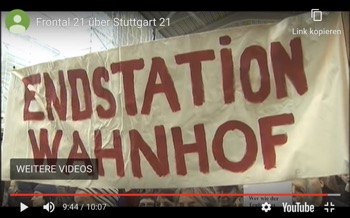 Frontal 21 über Stuttgart 21
Link kopieren
ENDSTATION
WAHNHOF
WEITERE VIDEOS
9:44 / 10:07
YouTube